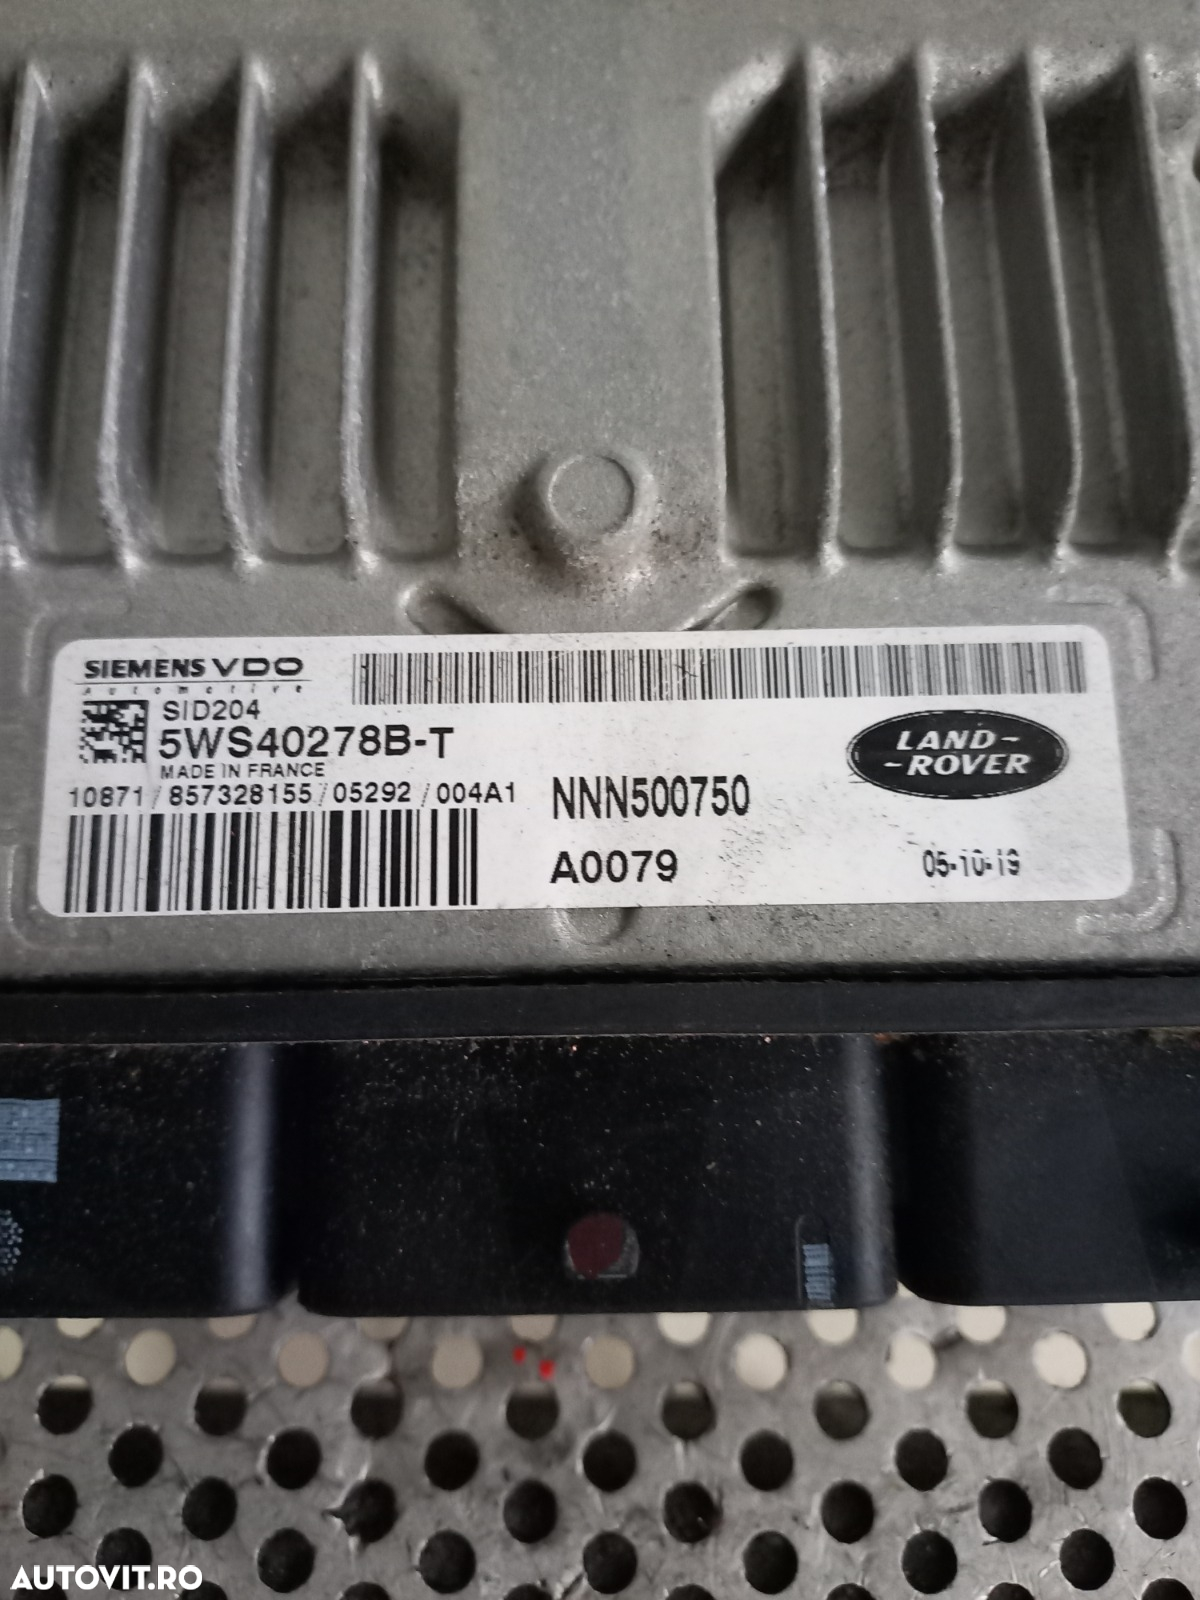 SIEMENS VDO
Automotive
SID204
5WS40278B-T
MADE IN FRANCE
10871 / 857328155 / 05292 / 004A1
NNN500750
A0079
LAND-
-ROVER
05-10-19
AUTOVIT.RO